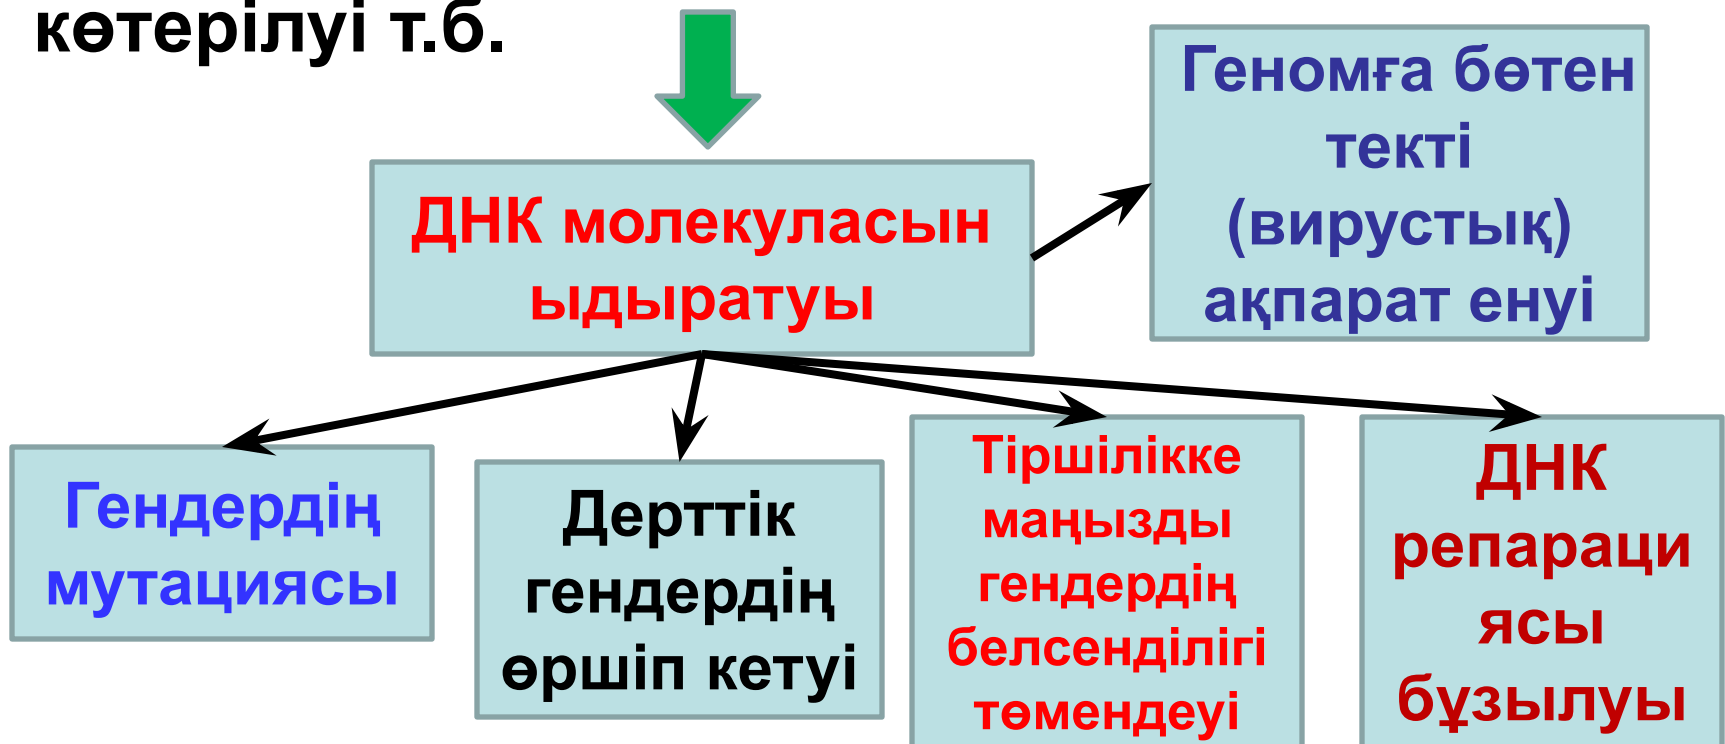 көтерілуі т.б.
Геномға бөтен
текті
(вирустық)
ақпарат енуі
ДНК молекуласын
ыдыратуы
Гендердің
мутациясы
Дерттік
гендердің
өршіп кетуі
Тіршілікке
маңызды
гендердің
белсенділігі
төмендеуі
ДНК
репараци
ясы
бұзылуы